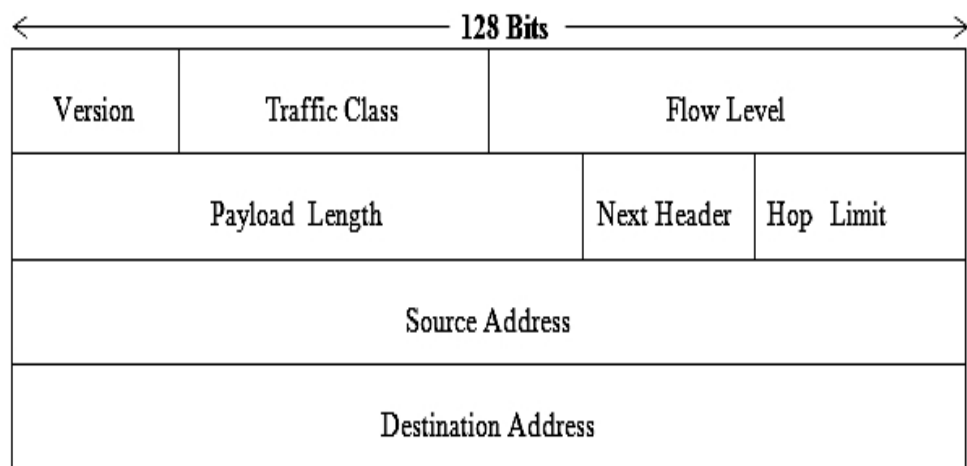 128 Bits
Version Traffic Class Flow Level
Payload Length Next Header Hop Limit
Source Address
Destination Address